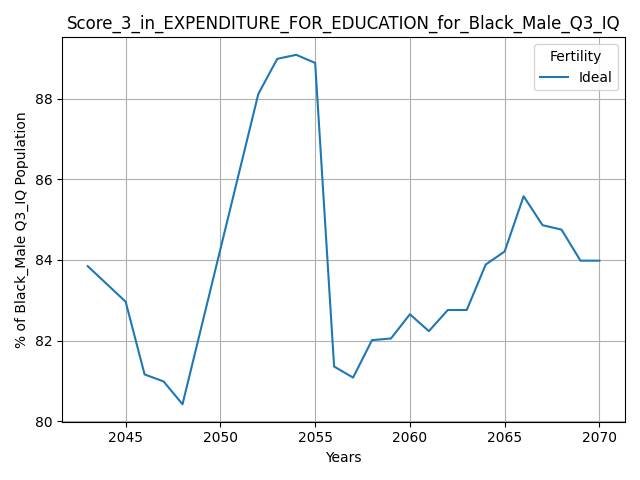 Score_3_in_EXPENDITURE_FOR_EDUCATION_for_Black_Male_Q3_IQ
Fertility
Ideal
% of Black_Male Q3_IQ Population
88
86
84
82
80
2045
2050
2055
2060
2065
2070
Years